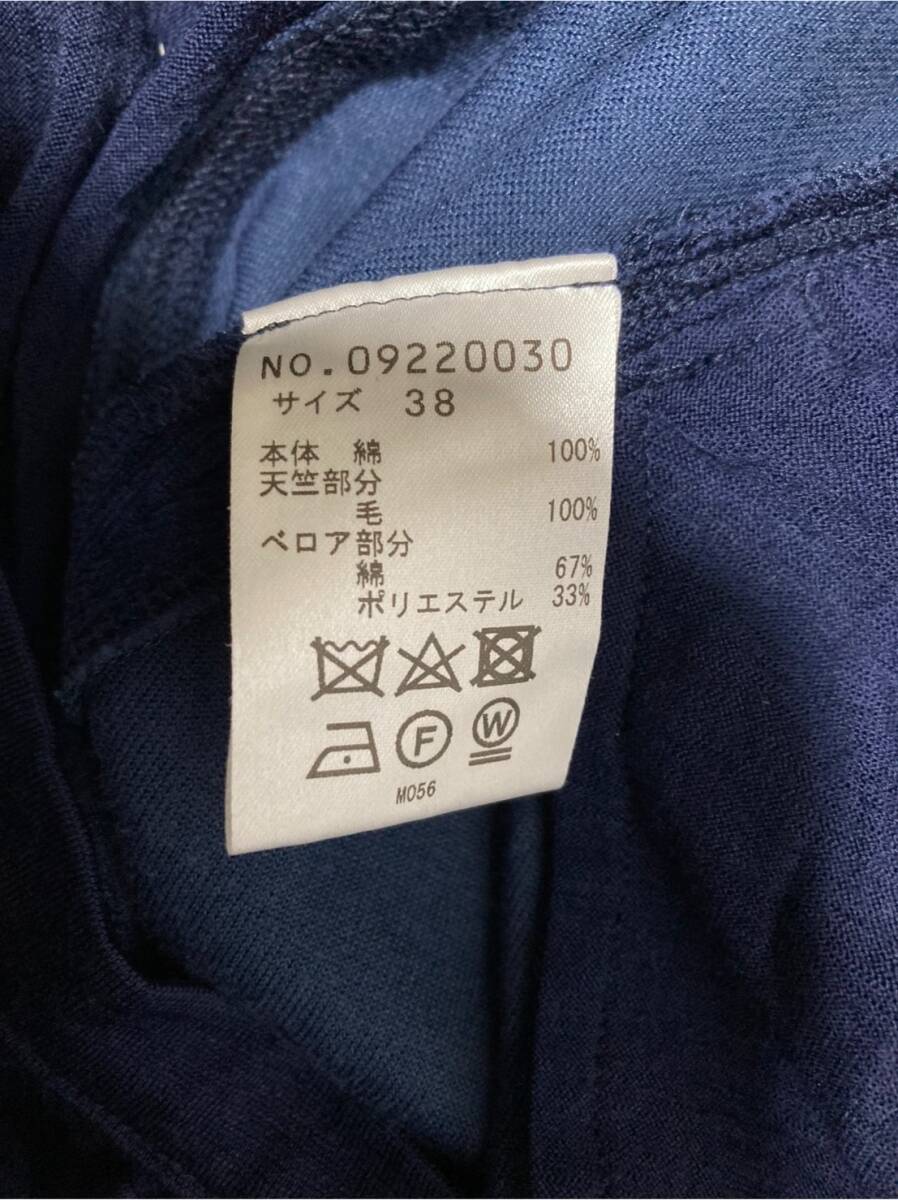 NO.09220030
サイズ 38
本体 綿 100%
天竺部分
毛 100%
ベロア部分
綿 67%
ポリエステル 33%
F W
M056